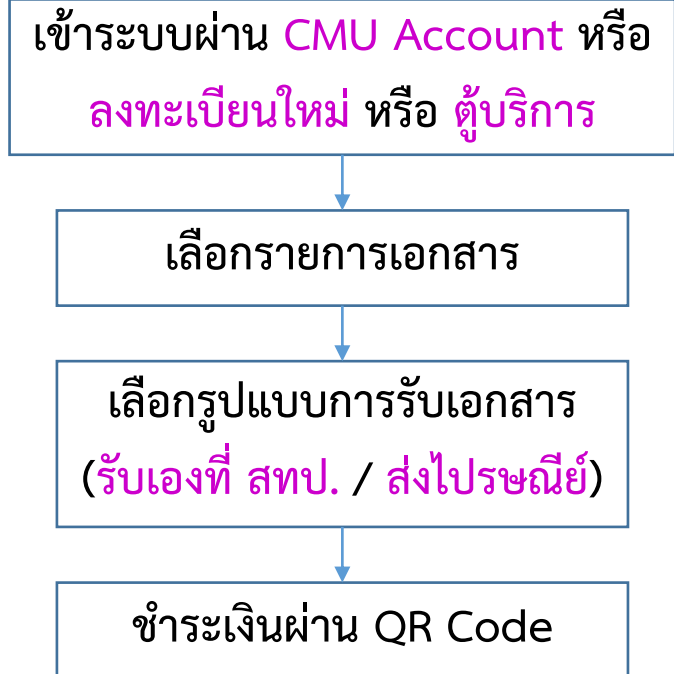 เข้าระบบผ่าน CMU Account หรือ
ลงทะเบียนใหม่ หรือ ตู้บริการ
เลือกรายการเอกสาร
เลือกรูปแบบการรับเอกสาร
(รับเองที่ สทป. / ส่งไปรษณีย์)
ชำระเงินผ่าน QR Code